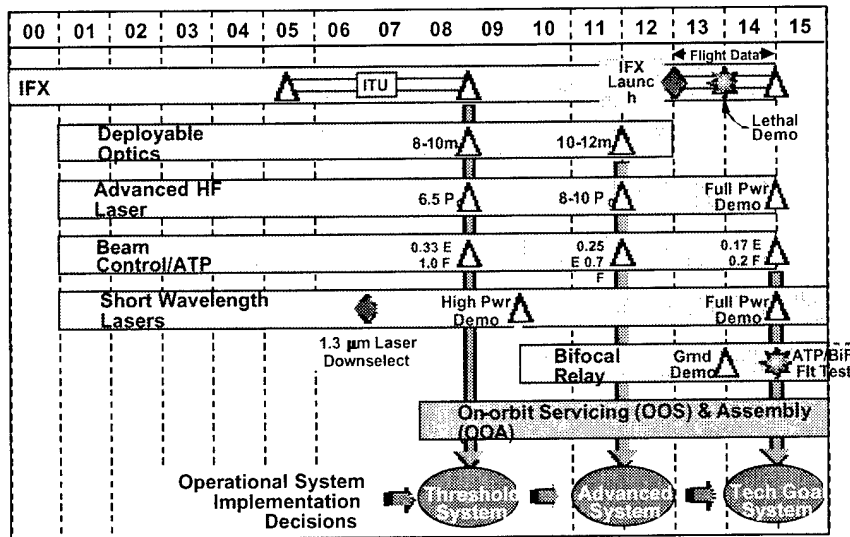 00 01 02 03 04 05 06 07 08 09 10 11 12 13 14 15
Flight Data
IFX
ITU
IFX
Launc
h
Lethal
Demo
Deployable
Optics
8-10m
10-12m
Advanced HF
Laser
6.5 P0
8-10 P0
Full Pwr
Demo
Beam
Control/ATP
0.33 E
1.0 F
0.25
E 0.7
F
0.17 E
0.2 F
Short Wavelength
Lasers
1.3 µm Laser
Downselect
High Pwr
Demo
Full Pwr
Demo
Bifocal
Relay
Grnd
Demo
ATP/BiF
Flt Test
On-orbit Servicing (OOS) & Assembly
(OOA)
Operational System
Implementation
Decisions
Threshold
System
Advanced
System
Tech Goal
System